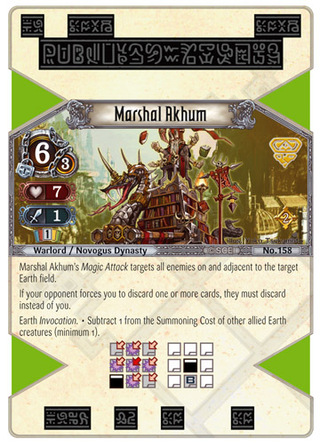 Marshal Akhum
6
3
7
1
1
2
Warlord / Novogus Dynasty
No.158
Marshal Akhum's Magic Attack targets all enemies on and adjacent to the target
Earth field.
If your opponent forces you to discard one or more cards, they must discard
instead of you.
Earth Invocation. • Subtract 1 from the Summoning Cost of other allied Earth
creatures (minimum 1).